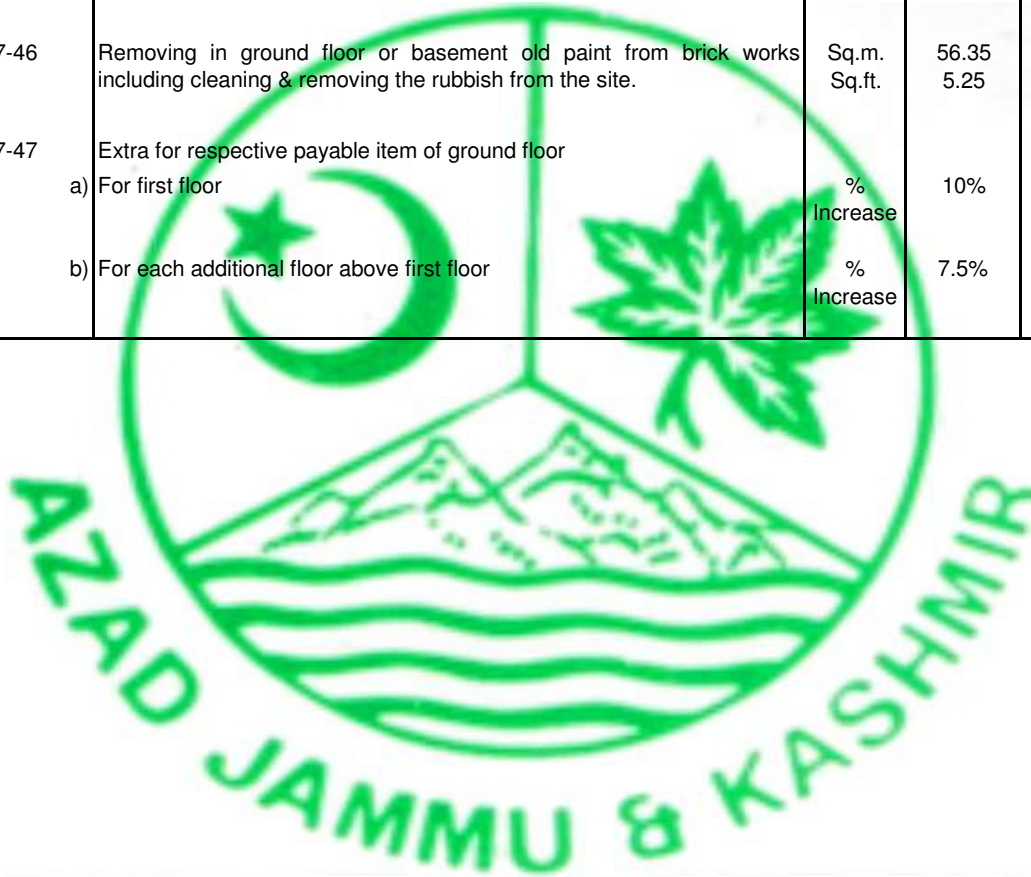 7-46 Removing in ground floor or basement old paint from brick works Sq.m. 56.35
including cleaning & removing the rubbish from the site. Sq.ft. 5.25
7-47 Extra for respective payable item of ground floor
a) For first floor % 10%
Increase
b) For each additional floor above first floor % 7.5%
Increase
AZAD JAMMU & KASHMIR